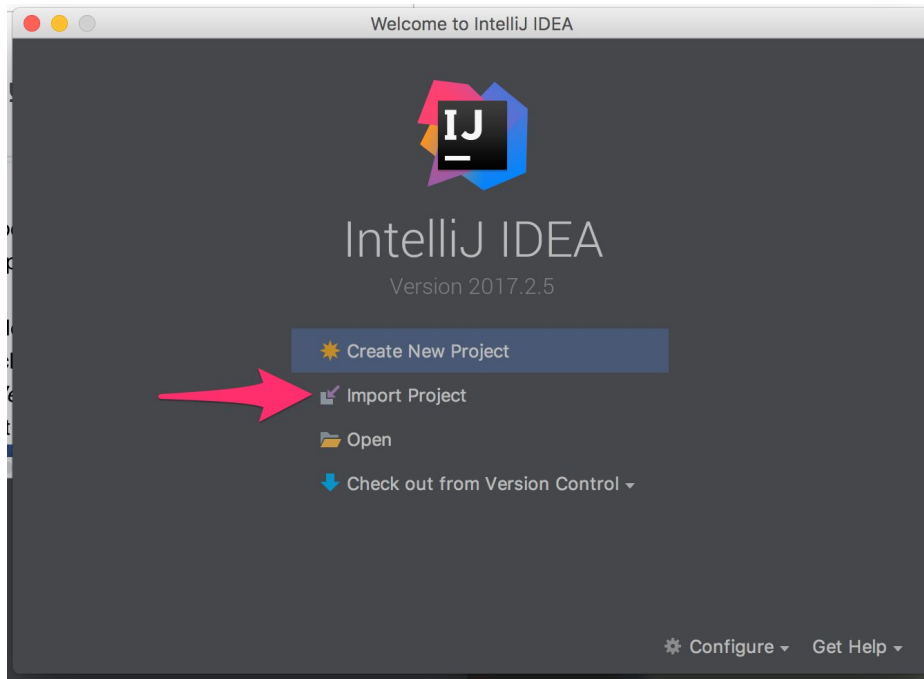 Welcome to IntelliJ IDEA
IJ
IntelliJ IDEA
Version 2017.2.5
Create New Project
Import Project
Open
Check out from Version Control
Configure
Get Help